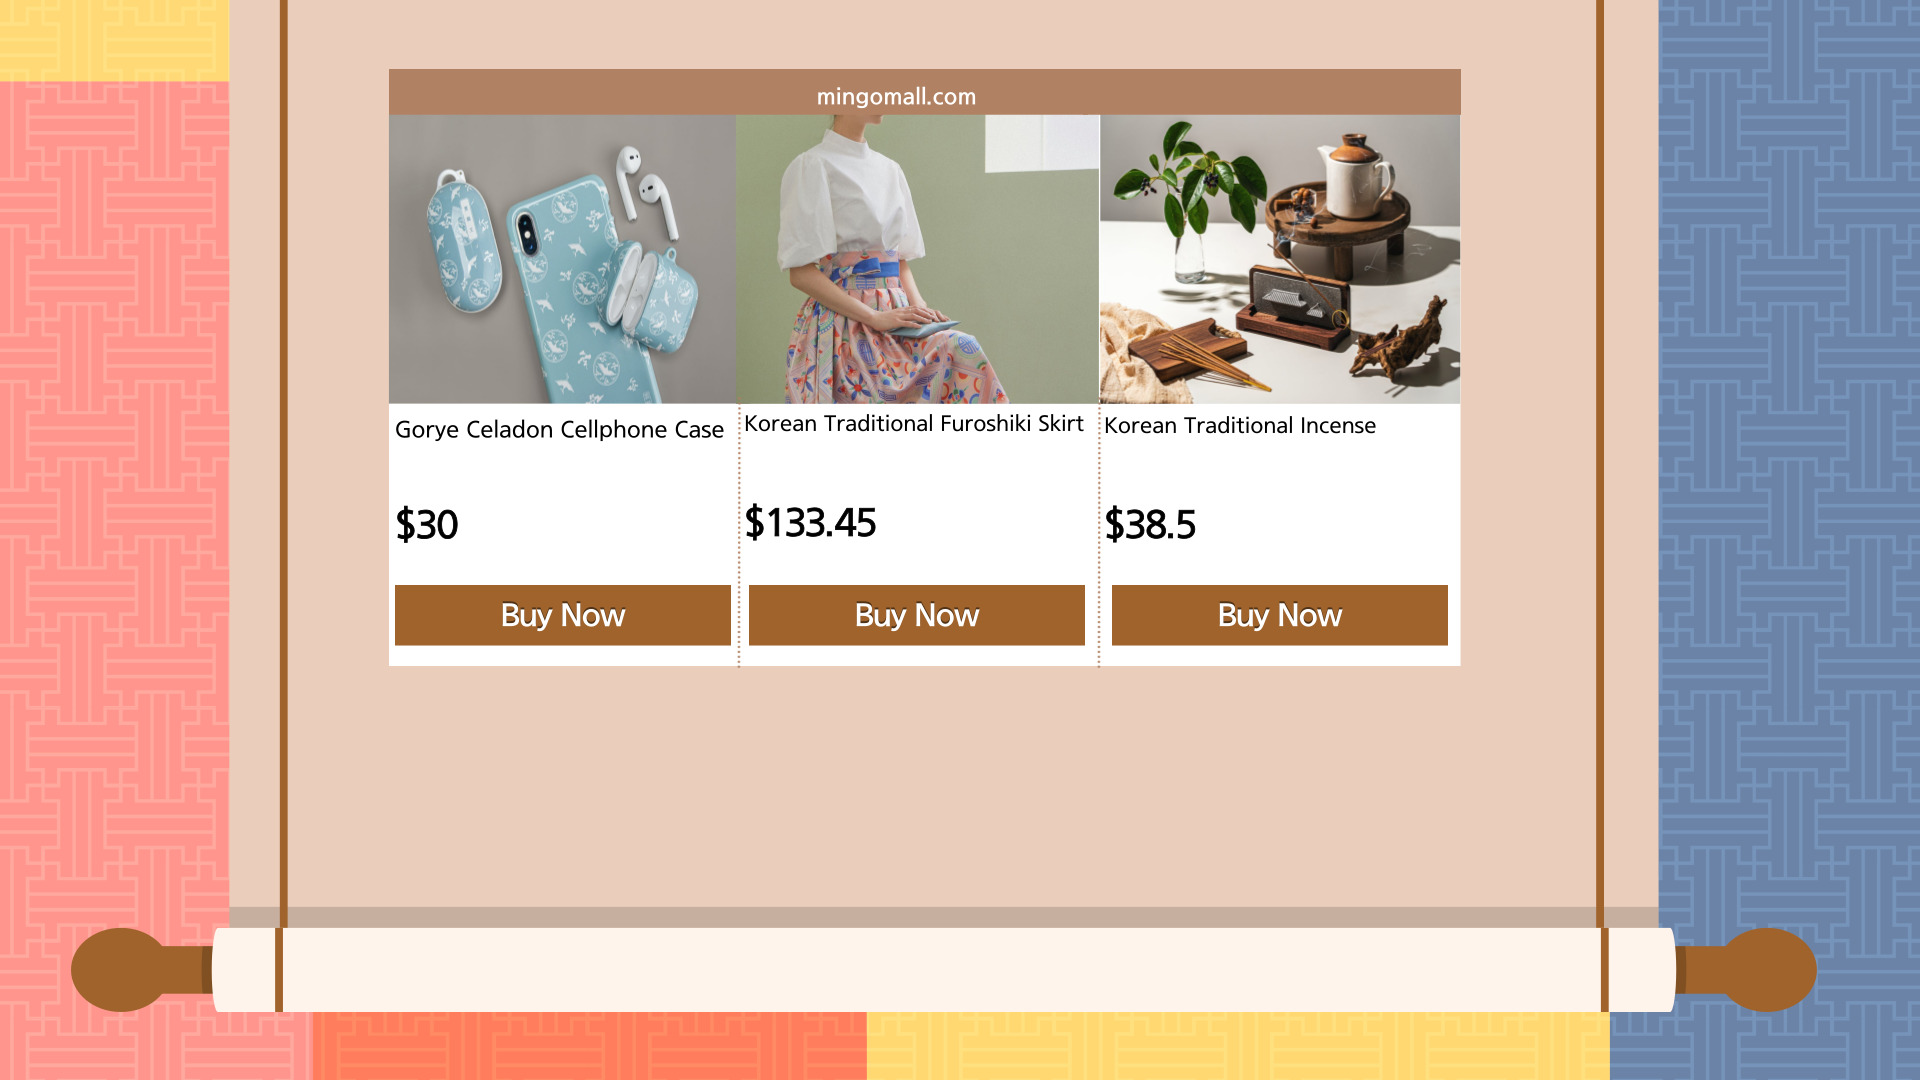 mingomall.com
Gorye Celadon Cellphone Case
Korean Traditional Furoshiki Skirt
Korean Traditional Incense
$30
$133.45
$38.5
Buy Now
Buy Now
Buy Now